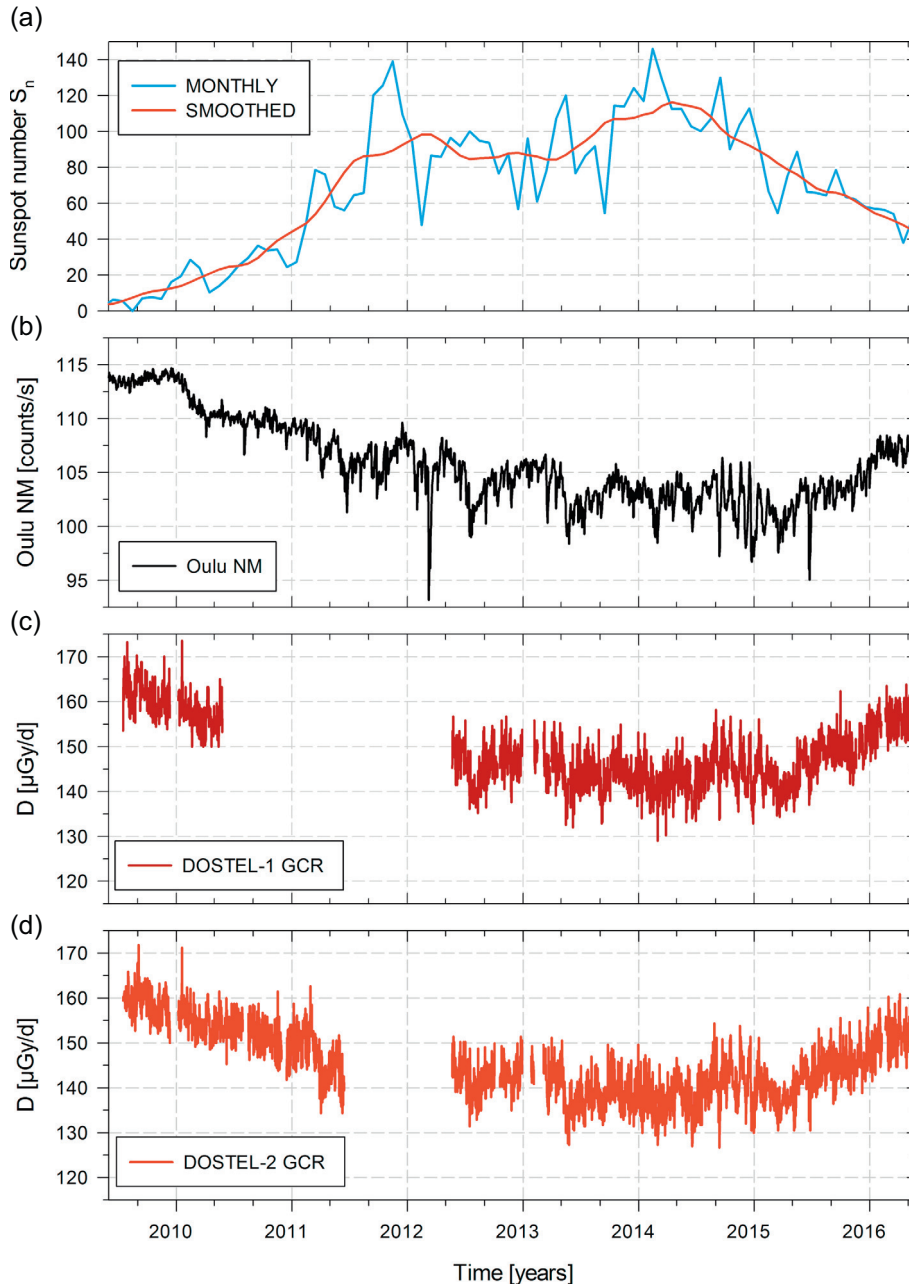 (a)
Sunspot number Sn
140
120
100
80
60
40
20
0
MONTHLY
SMOOTHED
(b)
Oulu NM [counts/s]
115
110
105
100
95
Oulu NM
(c)
D [µGy/d]
170
160
150
140
130
120
DOSTEL-1 GCR
(d)
D [µGy/d]
170
160
150
140
130
120
DOSTEL-2 GCR
2010 2011 2012 2013 2014 2015 2016
Time [years]